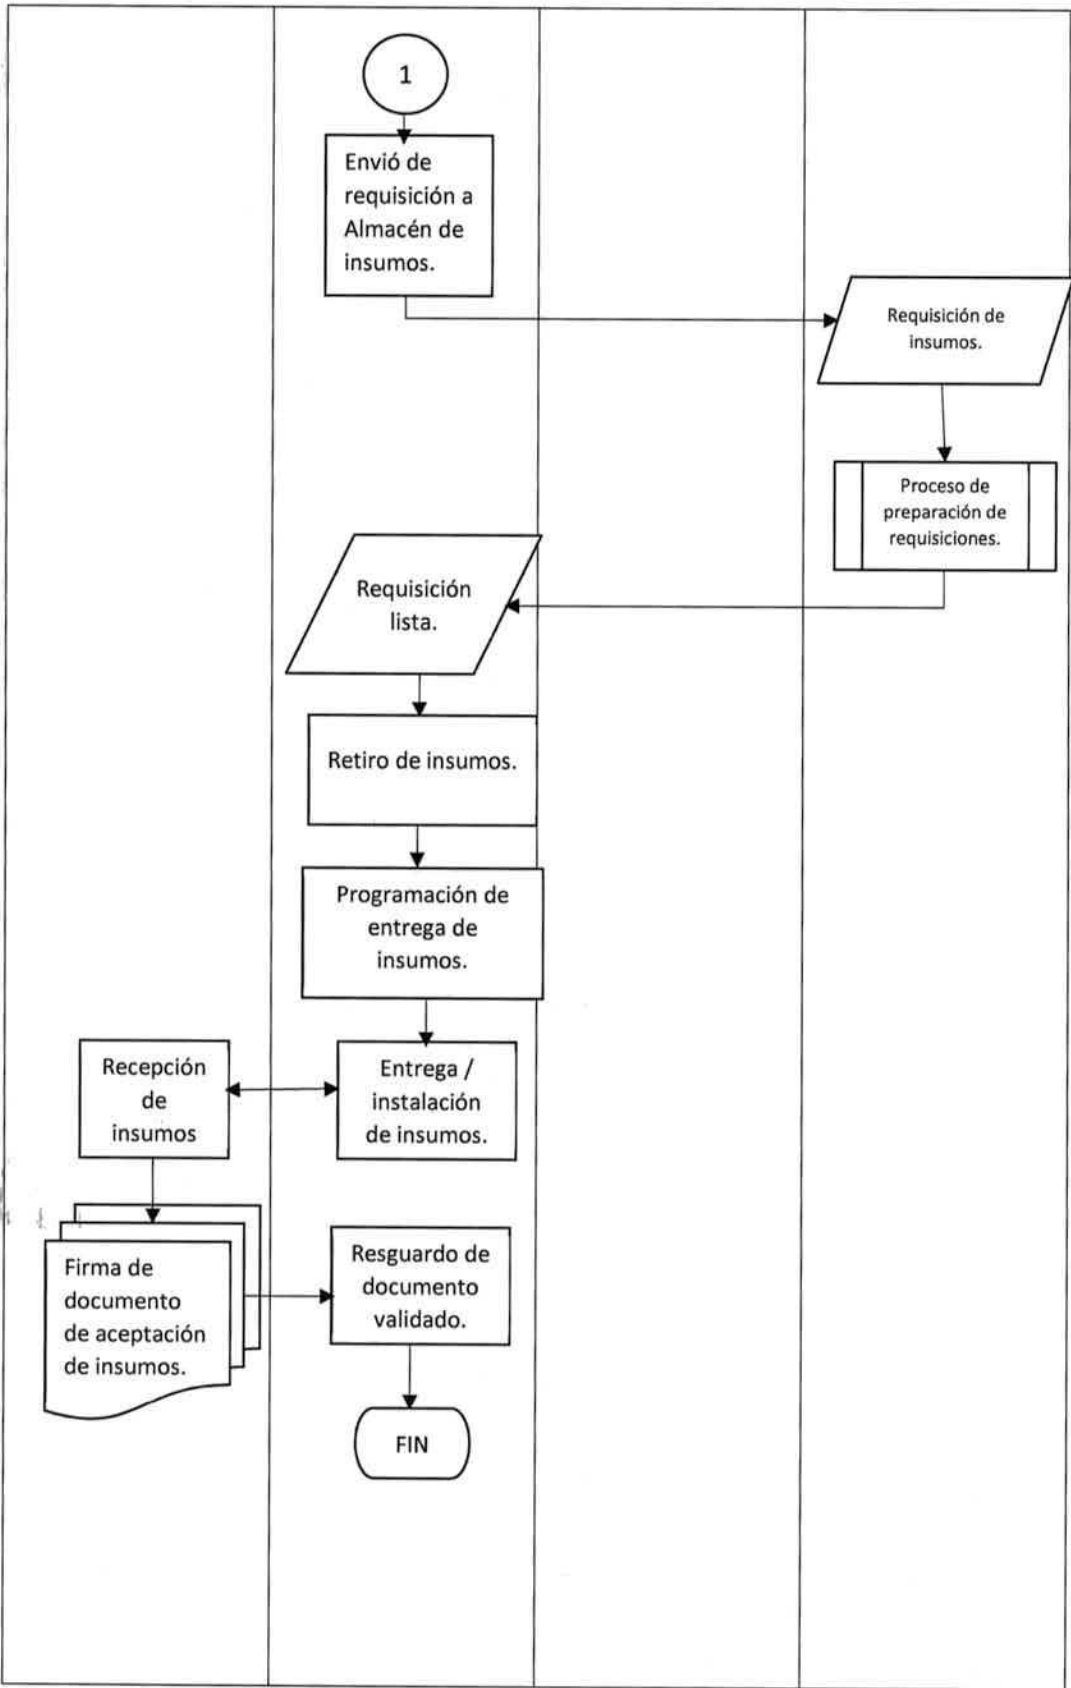 1
Envió de
requisición a
Almacén de
insumos.
Requisición de
insumos.
Proceso de
preparación de
requisiciones.
Requisición
lista.
Retiro de insumos.
Programación de
entrega de
insumos.
Recepción
de
insumos
Entrega /
instalación
de insumos.
Firma de
documento
de aceptación
de insumos.
Resguardo de
documento
validado.
FIN